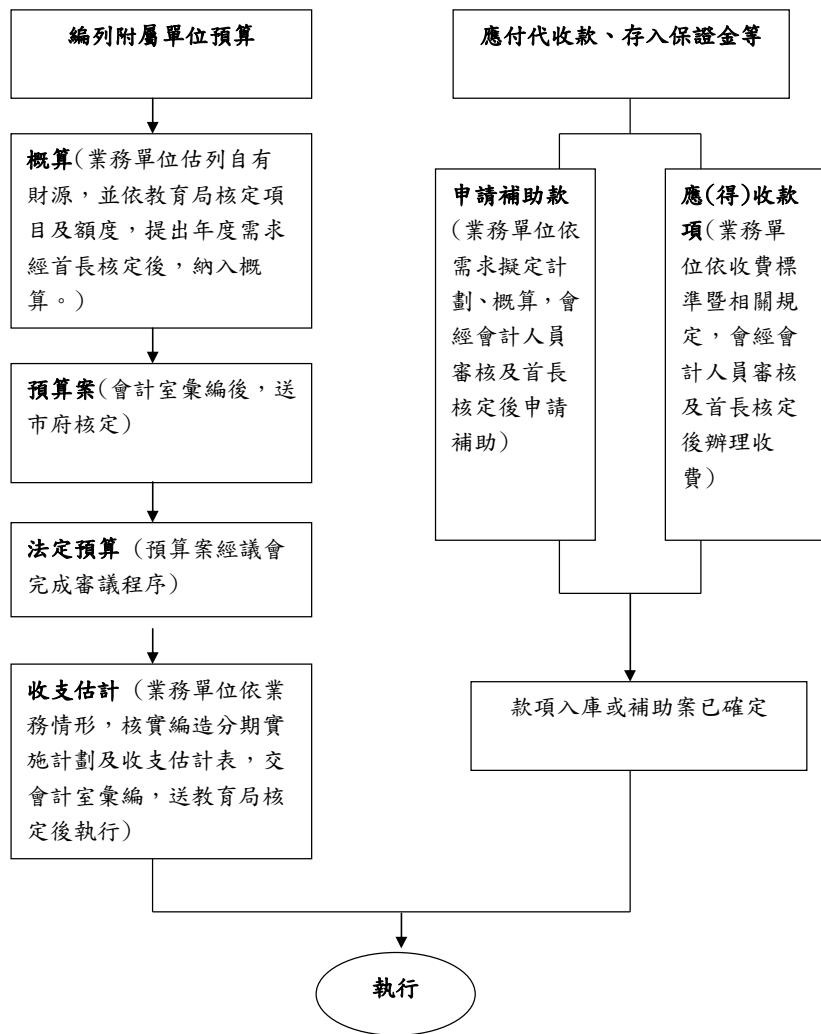 編列附屬單位預算
概算(業務單位估列自有
財源，並依教育局核定項
目及額度，提出年度需求
經首長核定後，納入概
算。)
預算案(會計室彙編後，送
市府核定)
法定預算 (預算案經議會
完成審議程序)
收支估計 (業務單位依業
務情形，核實編造分期實
施計劃及收支估計表，交
會計室彙編，送教育局核
定後執行)
應付代收款、存入保證金等
申請補助款
(業務單位依
需求擬定計
劃、概算，會
經會計人員
審核及首長
核定後申請
補助)
應(得)收款
項(業務單
位依收費標
準暨相關規
定，會經會
計人員審核
及首長核定
後辦理收
費)
款項入庫或補助案已確定
執行